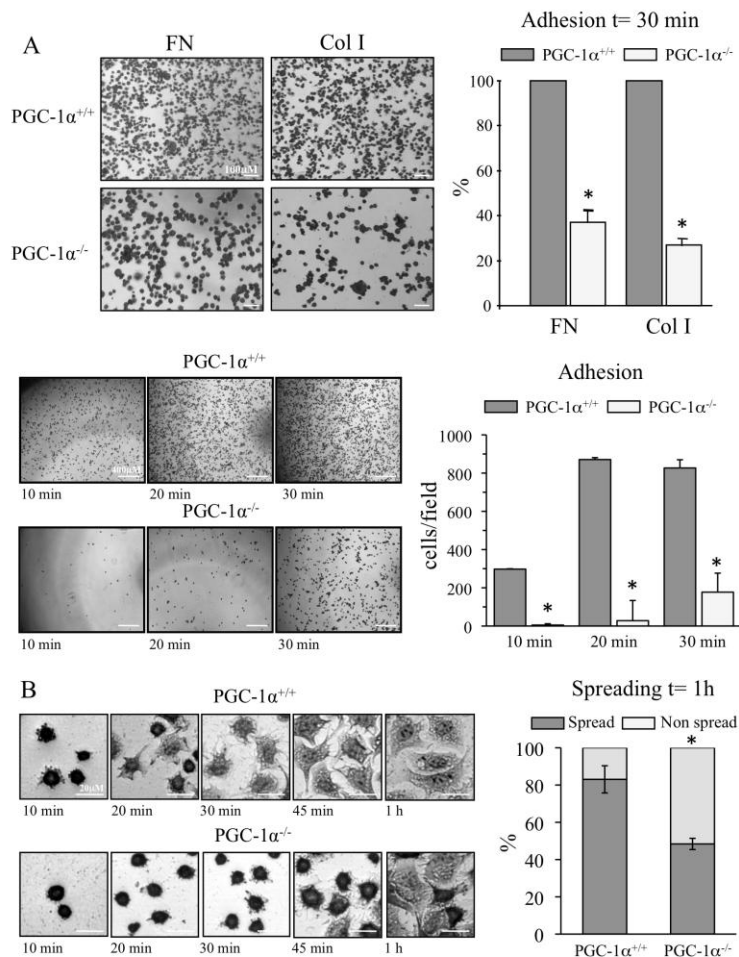 A
FN
Col I
PGC-1α+/+
100μM
PGC-1α-/-
Adhesion t= 30 min
PGC-1α+/+
PGC-1α-/-
100
80
60
40
20
0
%
*
*
FN
Col I
PGC-1α+/+
400μM
10 min
20 min
30 min
PGC-1α-/-
10 min
20 min
30 min
Adhesion
PGC-1α+/+
PGC-1α-/-
1000
800
600
400
200
0
cells/field
*
*
*
10 min
20 min
30 min
B
PGC-1α+/+
20μM
10 min
20 min
30 min
45 min
1 h
PGC-1α-/-
10 min
20 min
30 min
45 min
1 h
Spreading t= 1h
Spread
Non spread
*
100
80
60
40
20
0
%
PGC-1α+/+
PGC-1α-/-